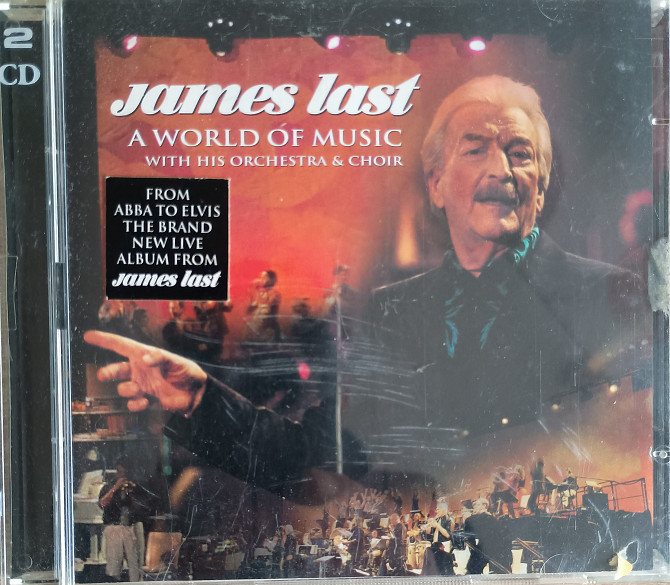 2
CD
james last
A WORLD OF MUSIC
WITH HIS ORCHESTRA & CHOIR
FROM
ABBA TO ELVIS
THE BRAND
NEW LIVE
ALBUM FROM
james last